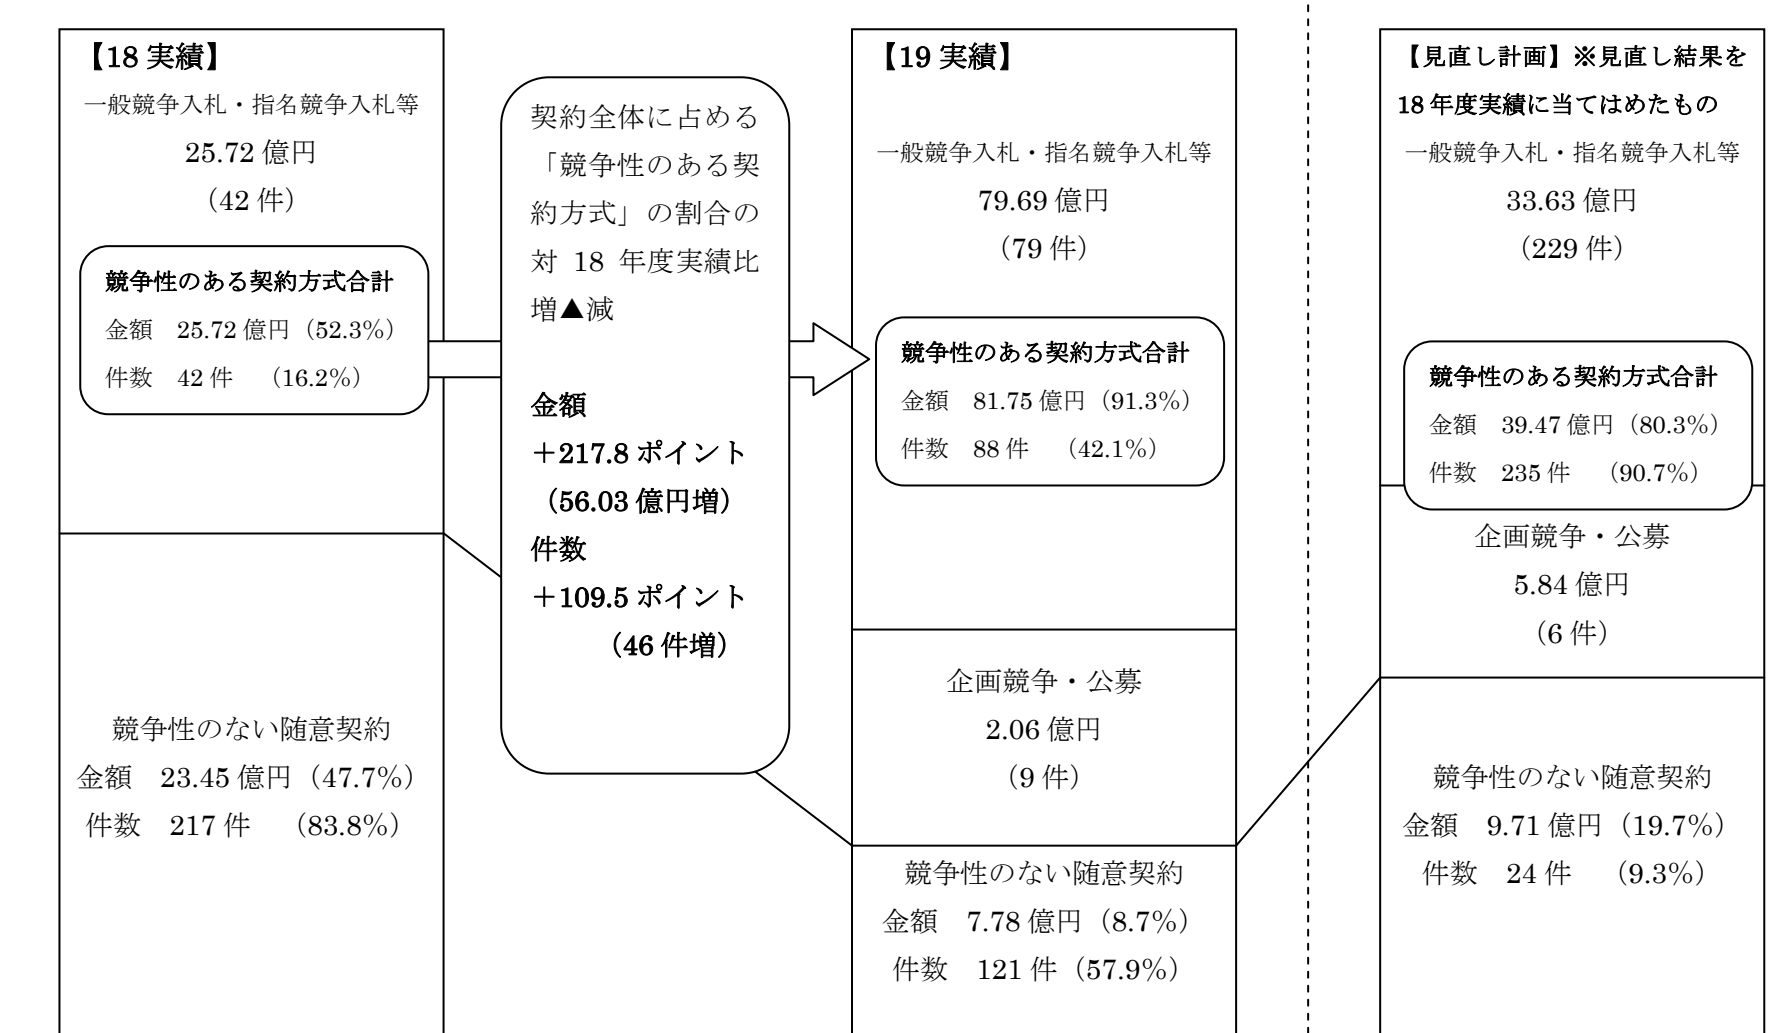 【18 実績】
一般競争入札・指名競争入札等
25.72 億円
（42 件）
競争性のある契約方式合計
金額　25.72 億円（52.3%）
件数　42 件　（16.2%）
競争性のない随意契約
金額　23.45 億円（47.7%）
件数　217 件　（83.8%）
契約全体に占める
「競争性のある契
約方式」の割合の
対 18 年度実績比
増▲減
金額
＋217.8 ポイント
（56.03 億円増）
件数
＋109.5 ポイント
（46 件増）
【19 実績】
一般競争入札・指名競争入札等
79.69 億円
（79 件）
競争性のある契約方式合計
金額　81.75 億円（91.3%）
件数　88 件　（42.1%）
企画競争・公募
2.06 億円
（9 件）
競争性のない随意契約
金額　7.78 億円（8.7%）
件数　121 件（57.9%）
【見直し計画】※見直し結果を
18 年度実績に当てはめたもの
一般競争入札・指名競争入札等
33.63 億円
（229 件）
競争性のある契約方式合計
金額　39.47 億円（80.3%）
件数　235 件　（90.7%）
企画競争・公募
5.84 億円
（6 件）
競争性のない随意契約
金額　9.71 億円（19.7%）
件数　24 件　（9.3%）